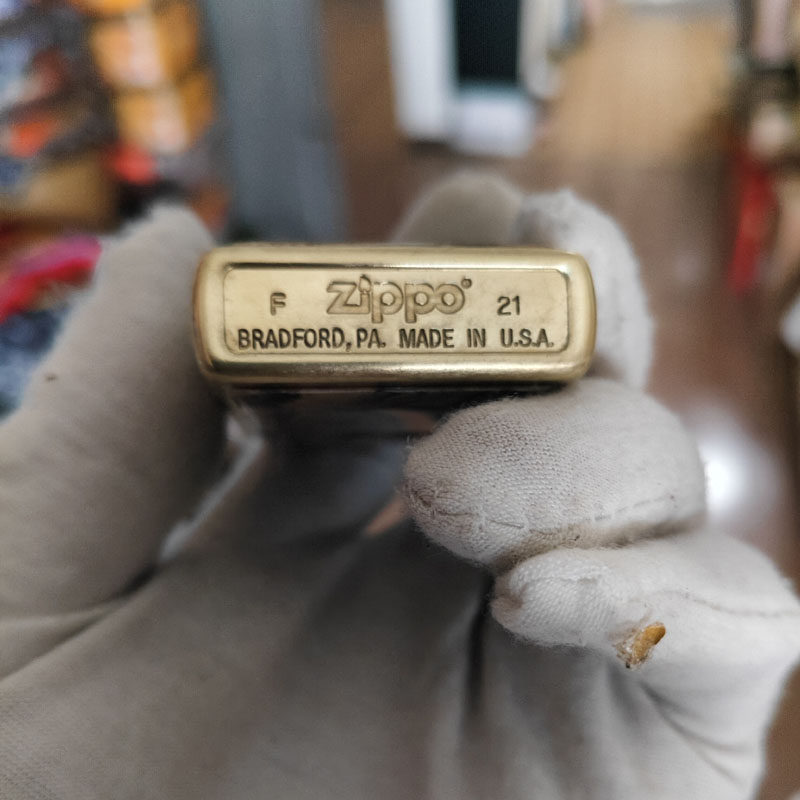 F zippo® 21
BRADFORD, PA. MADE IN U.S.A.